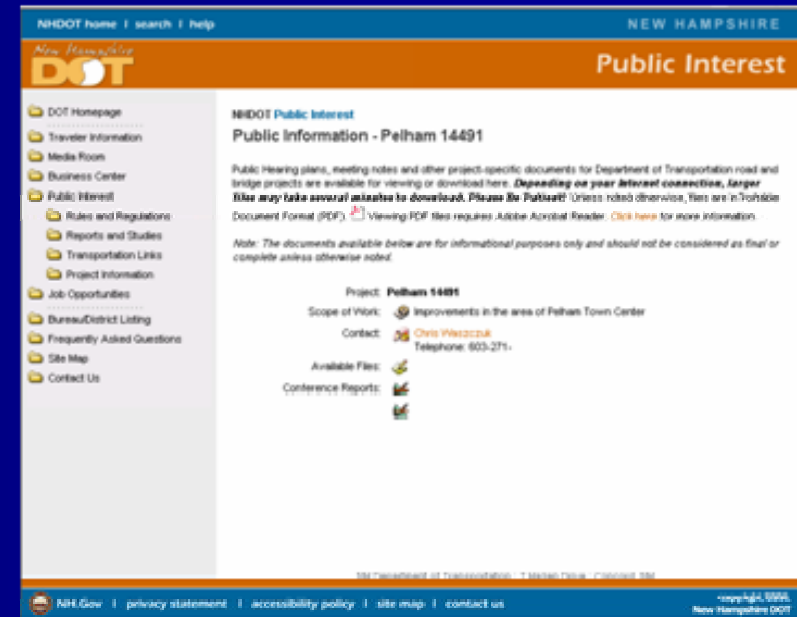 NHDOT home | search | help
NEW HAMPSHIRE
New Hampshire
DOT
Public Interest
DOT Homepage
Traveler Information
Media Room
Business Center
Public Interest
Rules and Regulations
Reports and Studies
Transportation Links
Project Information
Job Opportunities
Bureau/District Listing
Frequently Asked Questions
Site Map
Contact Us
NHDOT Public Interest
Public Information - Pelham 14491
Public Hearing plans, meeting notes and other project-specific documents for Department of Transportation road and
bridge projects are available for viewing or download here. Depending on your Internet connection, larger
files may take several minutes to download. Please Be Patient! Unless noted otherwise, files are in Portable
Document Format (PDF). Viewing PDF files requires Adobe Acrobat Reader. Click here for more information.
Note: The documents available below are for informational purposes only and should not be considered as final or
complete unless otherwise noted.
Project: Pelham 14491
Scope of Work: Improvements in the area of Pelham Town Center
Contact: Chris Waszczuk
Telephone: 603-271-
Available Files:
Conference Reports:
NH Department of Transportation
NH.Gov | privacy statement | accessibility policy | site map | contact us
New Hampshire DOT